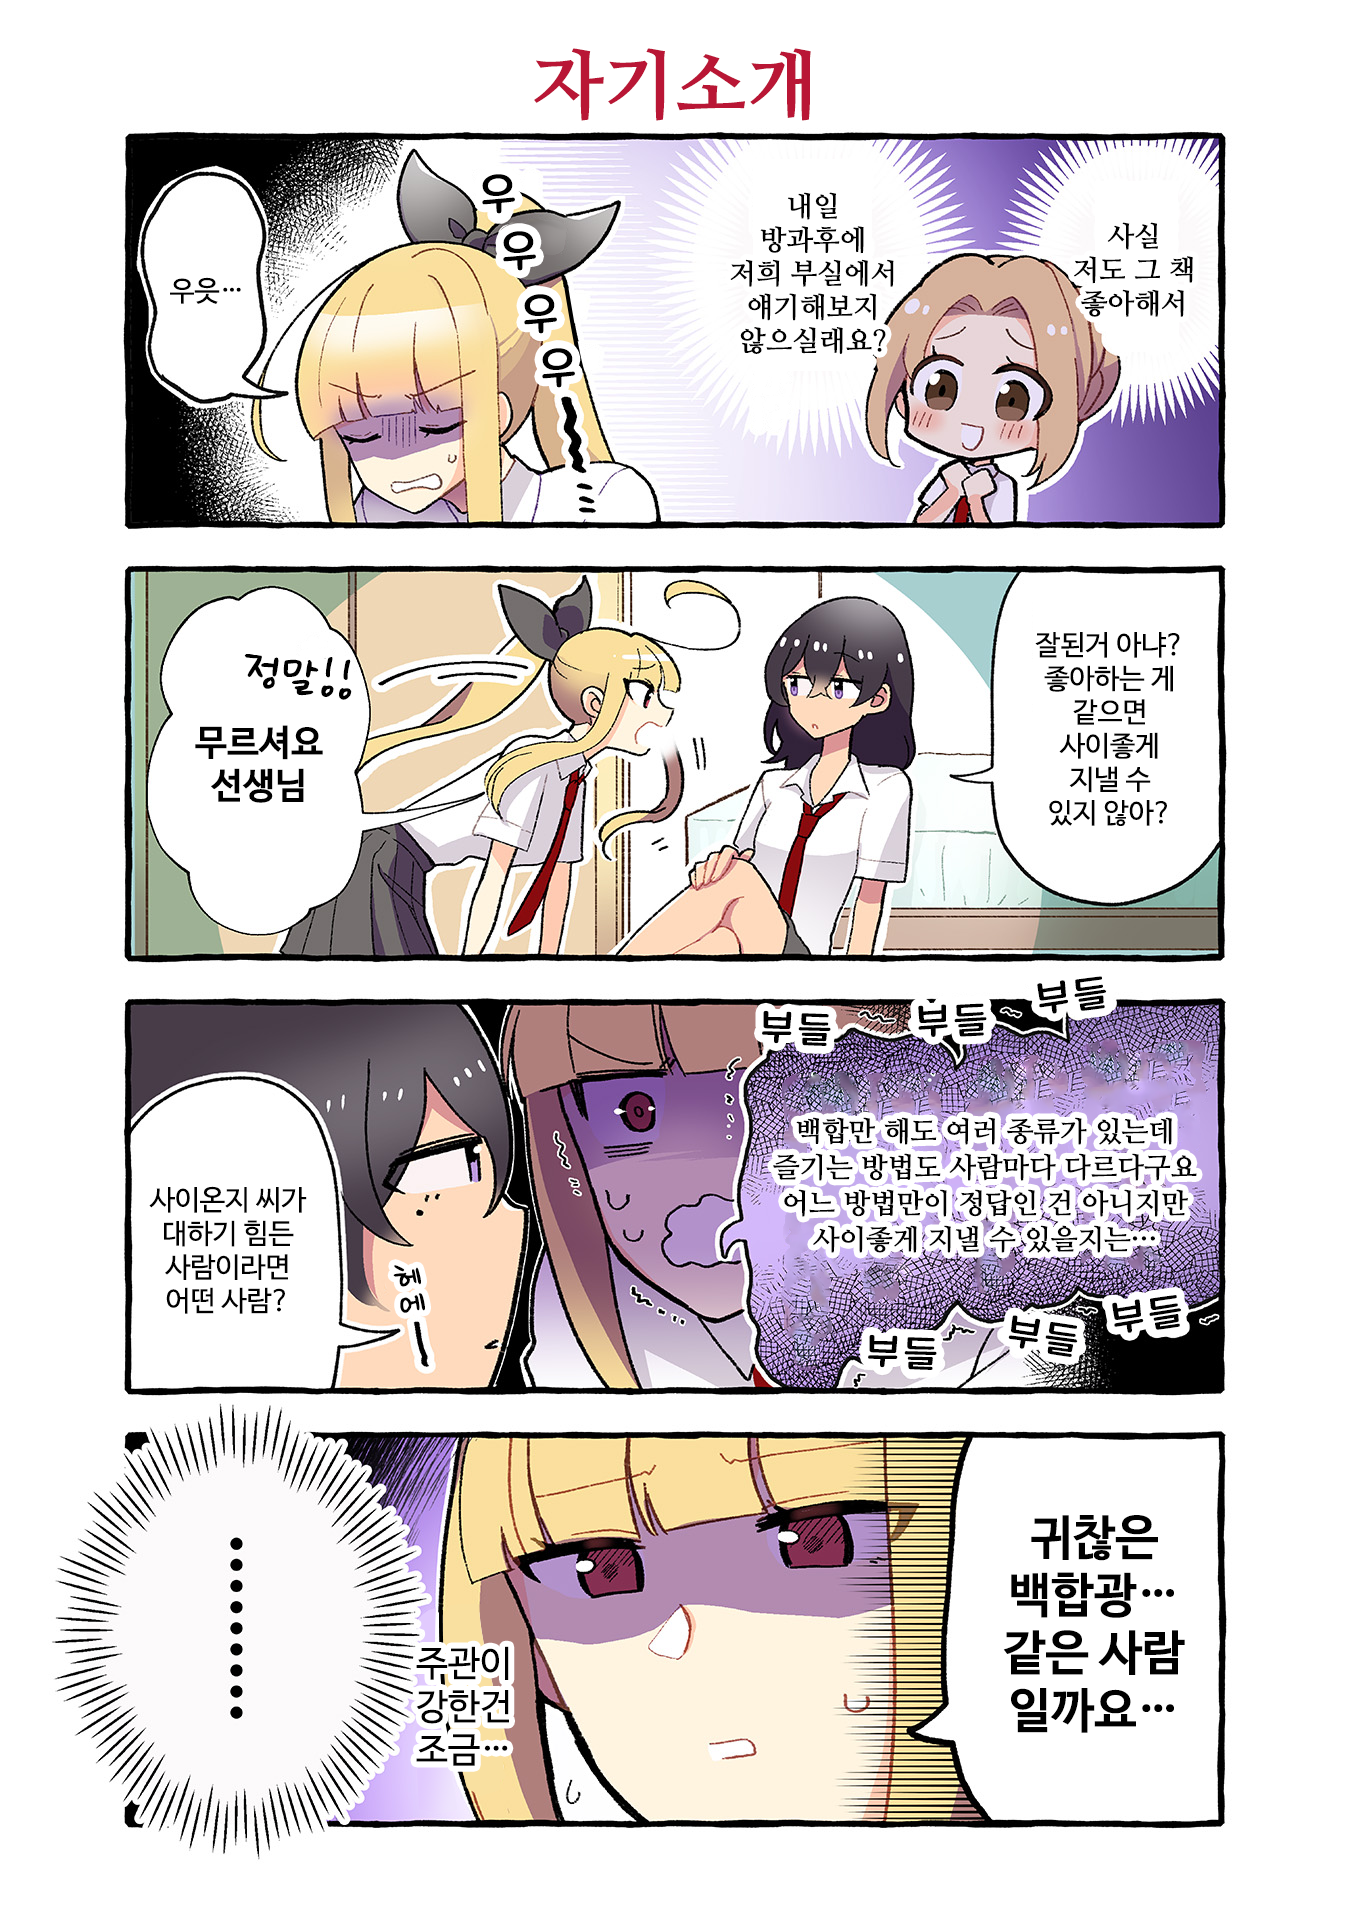 자기소개
사실
저도 그 책
좋아해서
내일
방과후에
저희 부실에서
얘기해보지
않으실래요?
우
우
우
우
우웃…
잘된거 아냐?
좋아하는 게
같으면
사이좋게
지낼 수
있지 않아?
정말!!
무르셔요
선생님
부들
부들
부들
백합만 해도 여러 종류가 있는데
즐기는 방법도 사람마다 다르다구요
어느 방법만이 정답인 건 아니지만
사이좋게 지낼 수 있을지는…
부들
부들
부들
사이온지 씨가
대하기 힘든
사람이라면
어떤 사람?
헤에ー
귀찮은
백합광…
같은 사람
일까요…
주관이
강한건
조금…
⋯⋯⋯